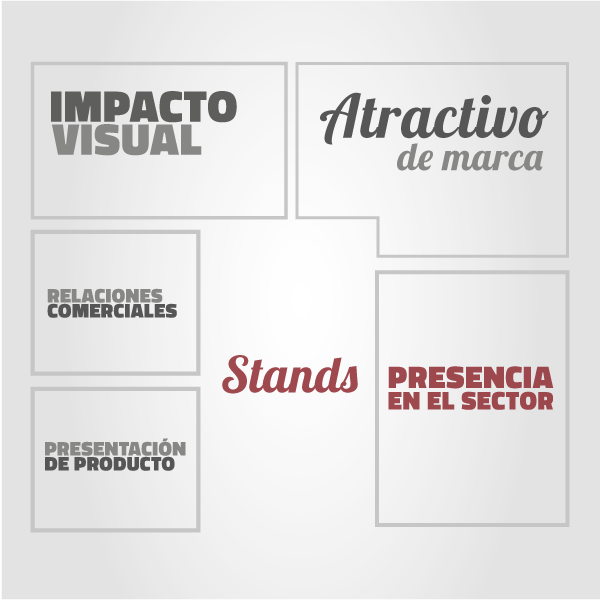 IMPACTO
VISUAL
Atractivo
de marca
RELACIONES
COMERCIALES
Stands
PRESENCIA
EN EL SECTOR
PRESENTACIÓN
DE PRODUCTO